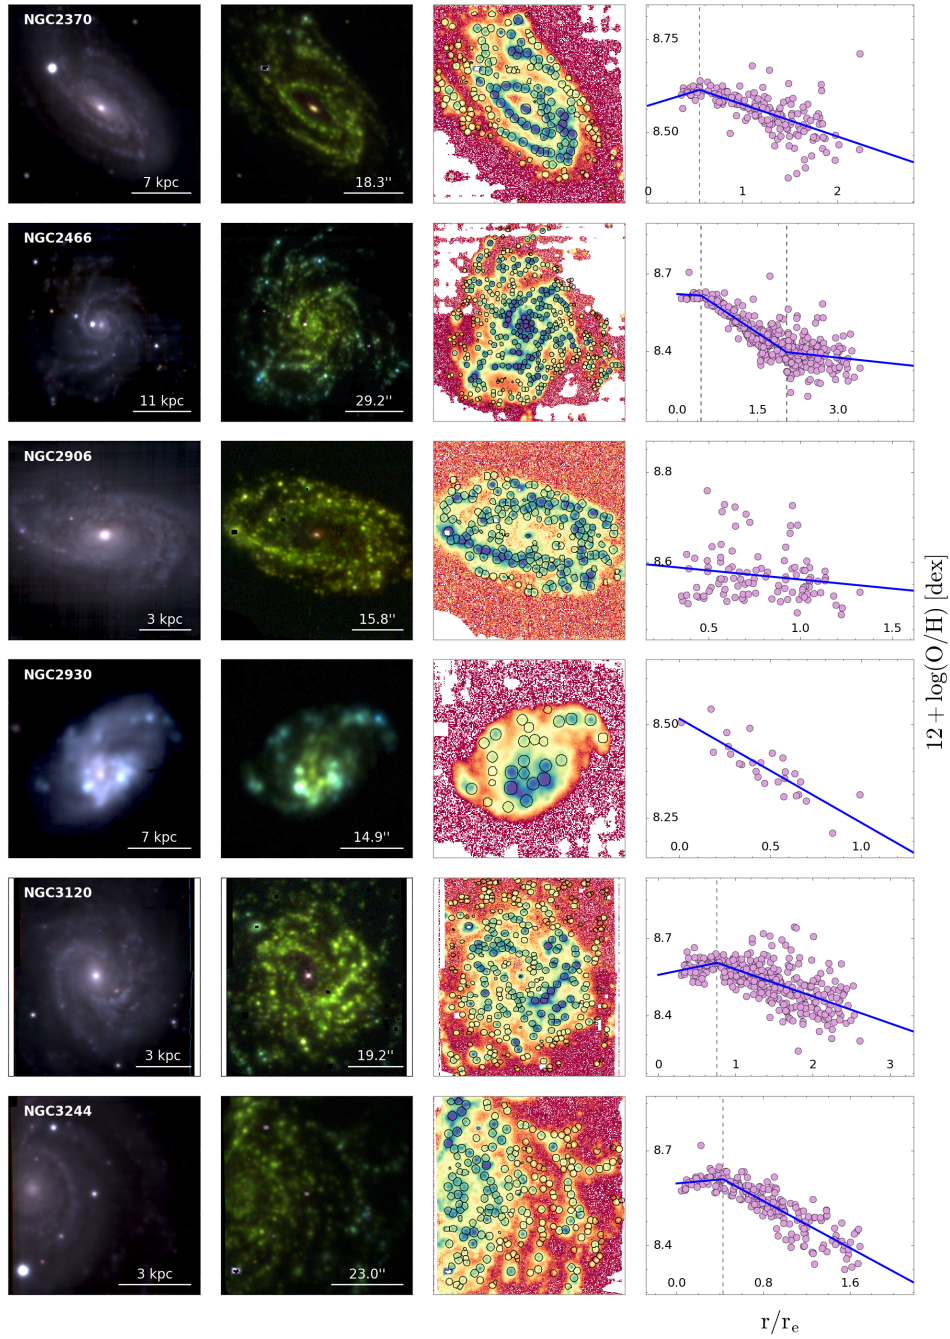 NGC2370
7 kpc
18.3''
8.75
8.50
0 1 2
NGC2466
11 kpc
29.2''
8.7
8.4
0.0 1.5 3.0
NGC2906
3 kpc
15.8''
8.8
8.6
0.5 1.0 1.5
NGC2930
7 kpc
14.9''
8.50
8.25
0.0 0.5 1.0
NGC3120
3 kpc
19.2''
8.7
8.4
0 1 2 3
NGC3244
3 kpc
23.0''
8.7
8.4
0.0 0.8 1.6
12 + log(O/H) [dex]
r/r_e